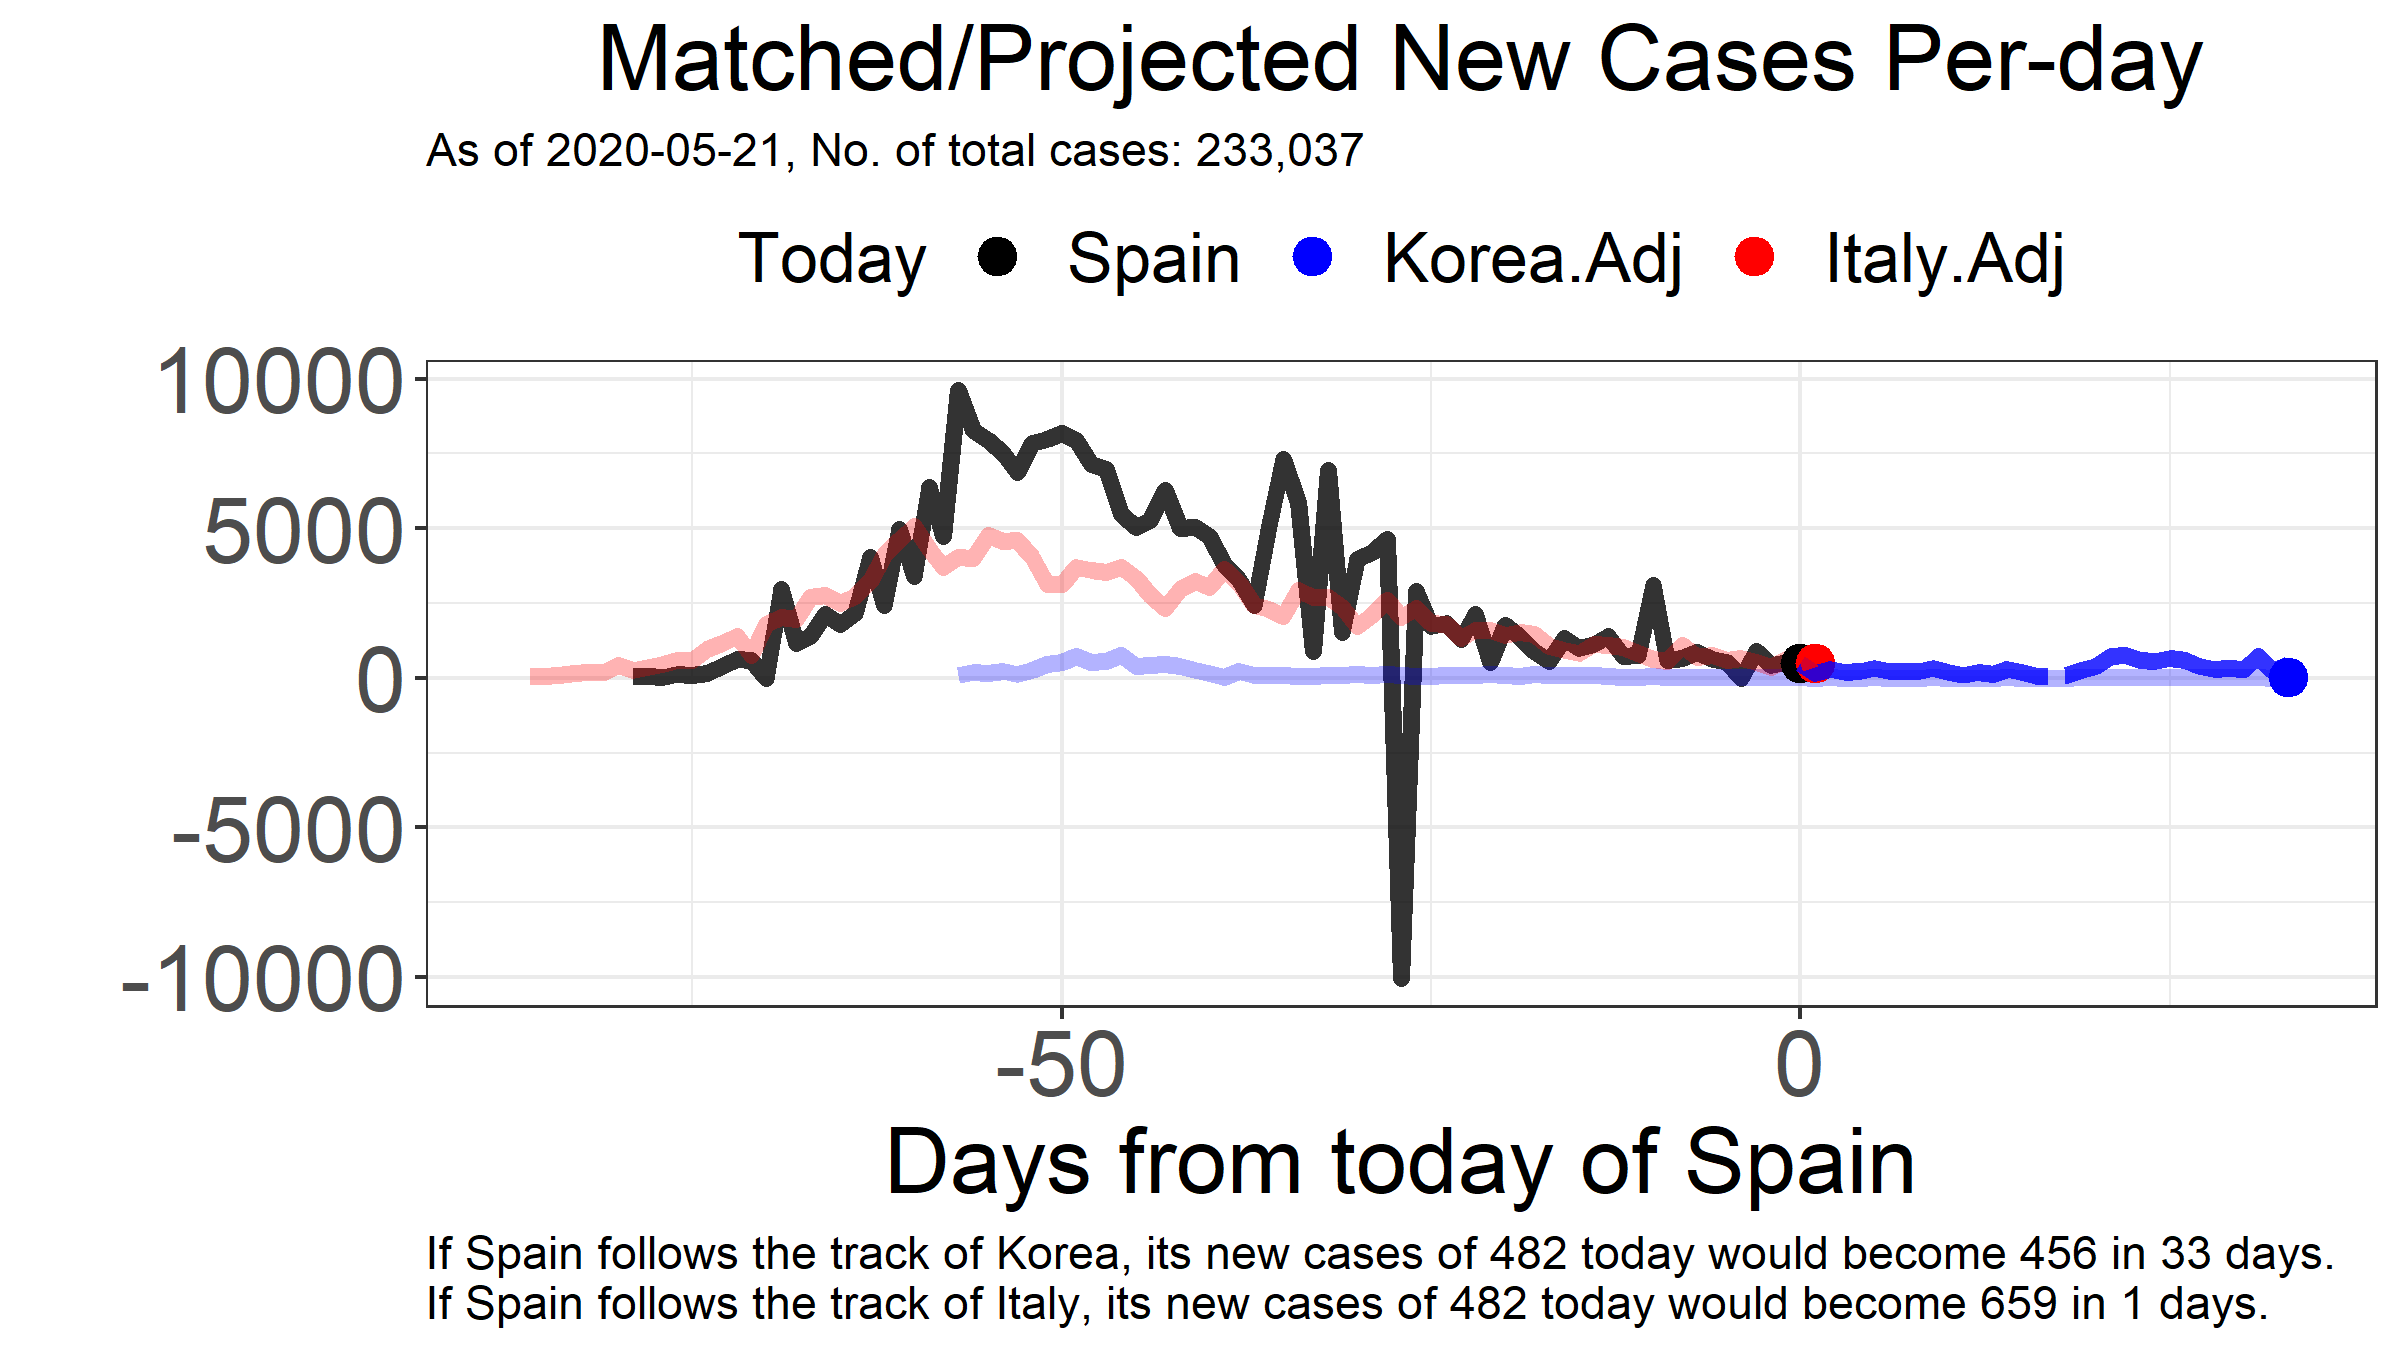 Matched/Projected New Cases Per-day
As of 2020-05-21, No. of total cases: 233,037
Today Spain Korea.Adj Italy.Adj
10000
5000
0
-5000
-10000
-50 0
Days from today of Spain
If Spain follows the track of Korea, its new cases of 482 today would become 456 in 33 days.
If Spain follows the track of Italy, its new cases of 482 today would become 659 in 1 days.